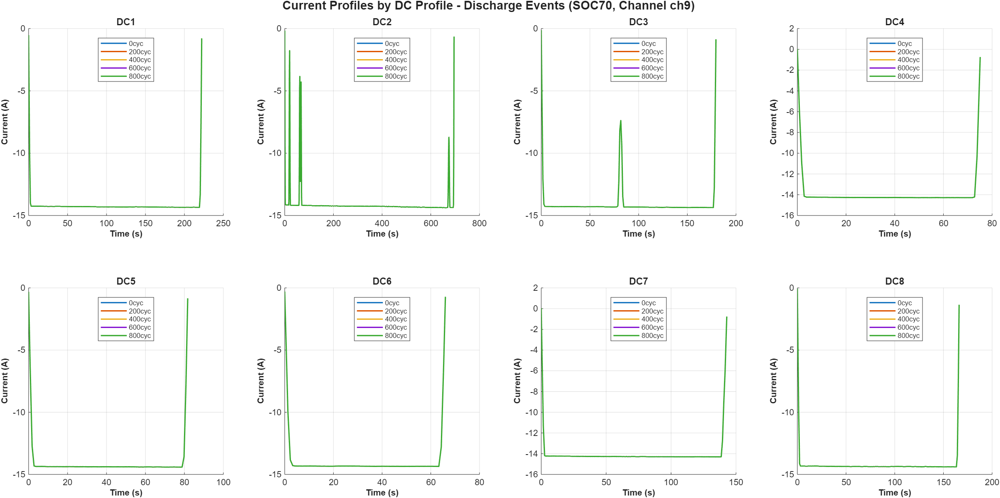 Current Profiles by DC Profile - Discharge Events (SOC70, Channel ch9)
DC1
0
-5
-10
-15
0 50 100 150 200 250
Current (A)
Time (s)
0cyc
200cyc
400cyc
600cyc
800cyc
DC2
0
-5
-10
-15
0 200 400 600 800
Current (A)
Time (s)
0cyc
200cyc
400cyc
600cyc
800cyc
DC3
0
-5
-10
-15
0 50 100 150 200
Current (A)
Time (s)
0cyc
200cyc
400cyc
600cyc
800cyc
DC4
2
0
-2
-4
-6
-8
-10
-12
-14
-16
0 20 40 60 80
Current (A)
Time (s)
0cyc
200cyc
400cyc
600cyc
800cyc
DC5
0
-5
-10
-15
0 20 40 60 80 100
Current (A)
Time (s)
0cyc
200cyc
400cyc
600cyc
800cyc
DC6
0
-5
-10
-15
0 20 40 60 80
Current (A)
Time (s)
0cyc
200cyc
400cyc
600cyc
800cyc
DC7
2
0
-2
-4
-6
-8
-10
-12
-14
-16
0 50 100 150
Current (A)
Time (s)
0cyc
200cyc
400cyc
600cyc
800cyc
DC8
0
-5
-10
-15
0 50 100 150 200
Current (A)
Time (s)
0cyc
200cyc
400cyc
600cyc
800cyc